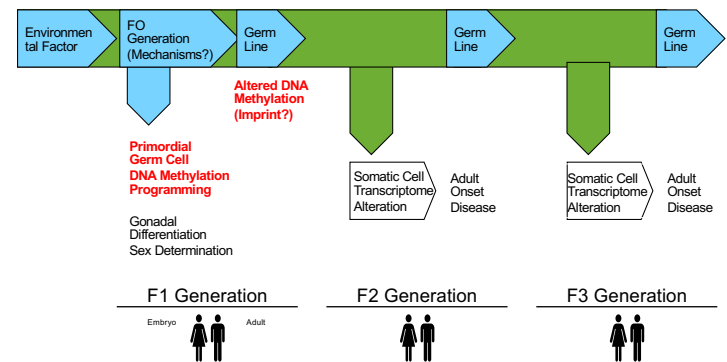 Environmen
tal Factor
FO
Generation
(Mechanisms?)
Germ
Line
Germ
Line
Germ
Line
Altered DNA
Methylation
(Imprint?)
Primordial
Germ Cell
DNA Methylation
Programming
Gonadal
Differentiation
Sex Determination
Somatic Cell
Transcriptome
Alteration
Adult
Onset
Disease
Somatic Cell
Transcriptome
Alteration
Adult
Onset
Disease
F1 Generation
F2 Generation
F3 Generation
Embryo
Adult